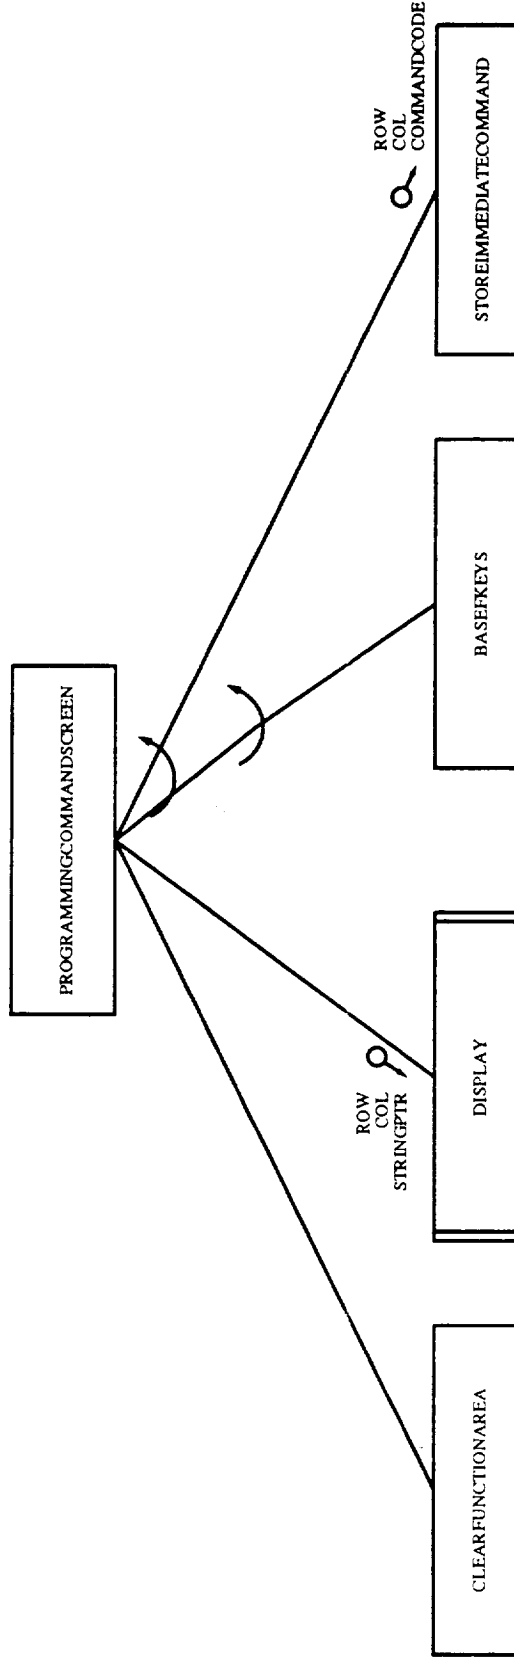 PROGRAMMINGCOMMANDSCREEN
ROW
COL
STRINGPTR
ROW
COL
COMMANDCODE
CLEARFUNCTIONAREA
DISPLAY
BASEFKEYS
STOREIMMEDIATECOMMAND